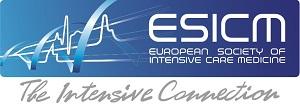 ESICM
EUROPEAN SOCIETY OF
INTENSIVE CARE MEDICINE
The Intensive Connection